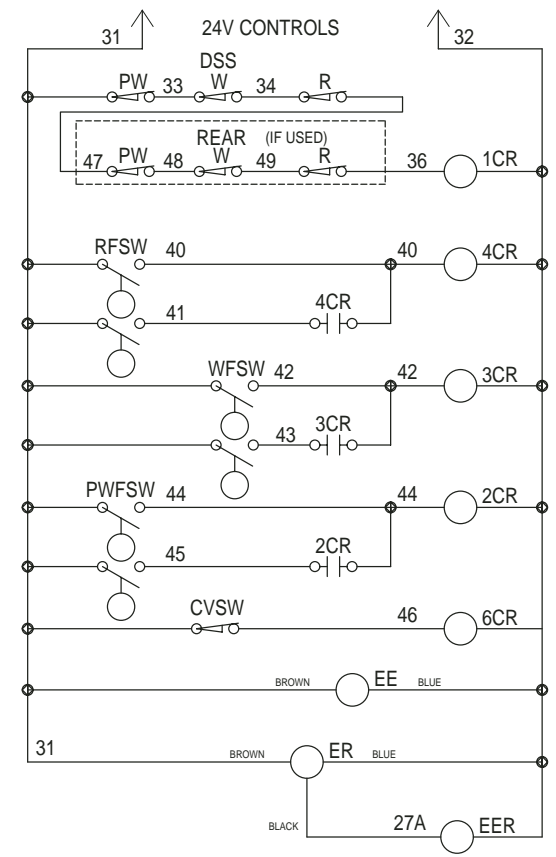 31 24V CONTROLS 32
DSS
PW 33 W 34 R
REAR (IF USED)
47 PW 48 W 49 R 36 1CR
RFSW 40 40 4CR
41 4CR
WFSW 42 42 3CR
43 3CR
PWFSW 44 44 2CR
45 2CR
CVSW 46 6CR
BROWN EE BLUE
31 BROWN ER BLUE
BLACK 27A EER